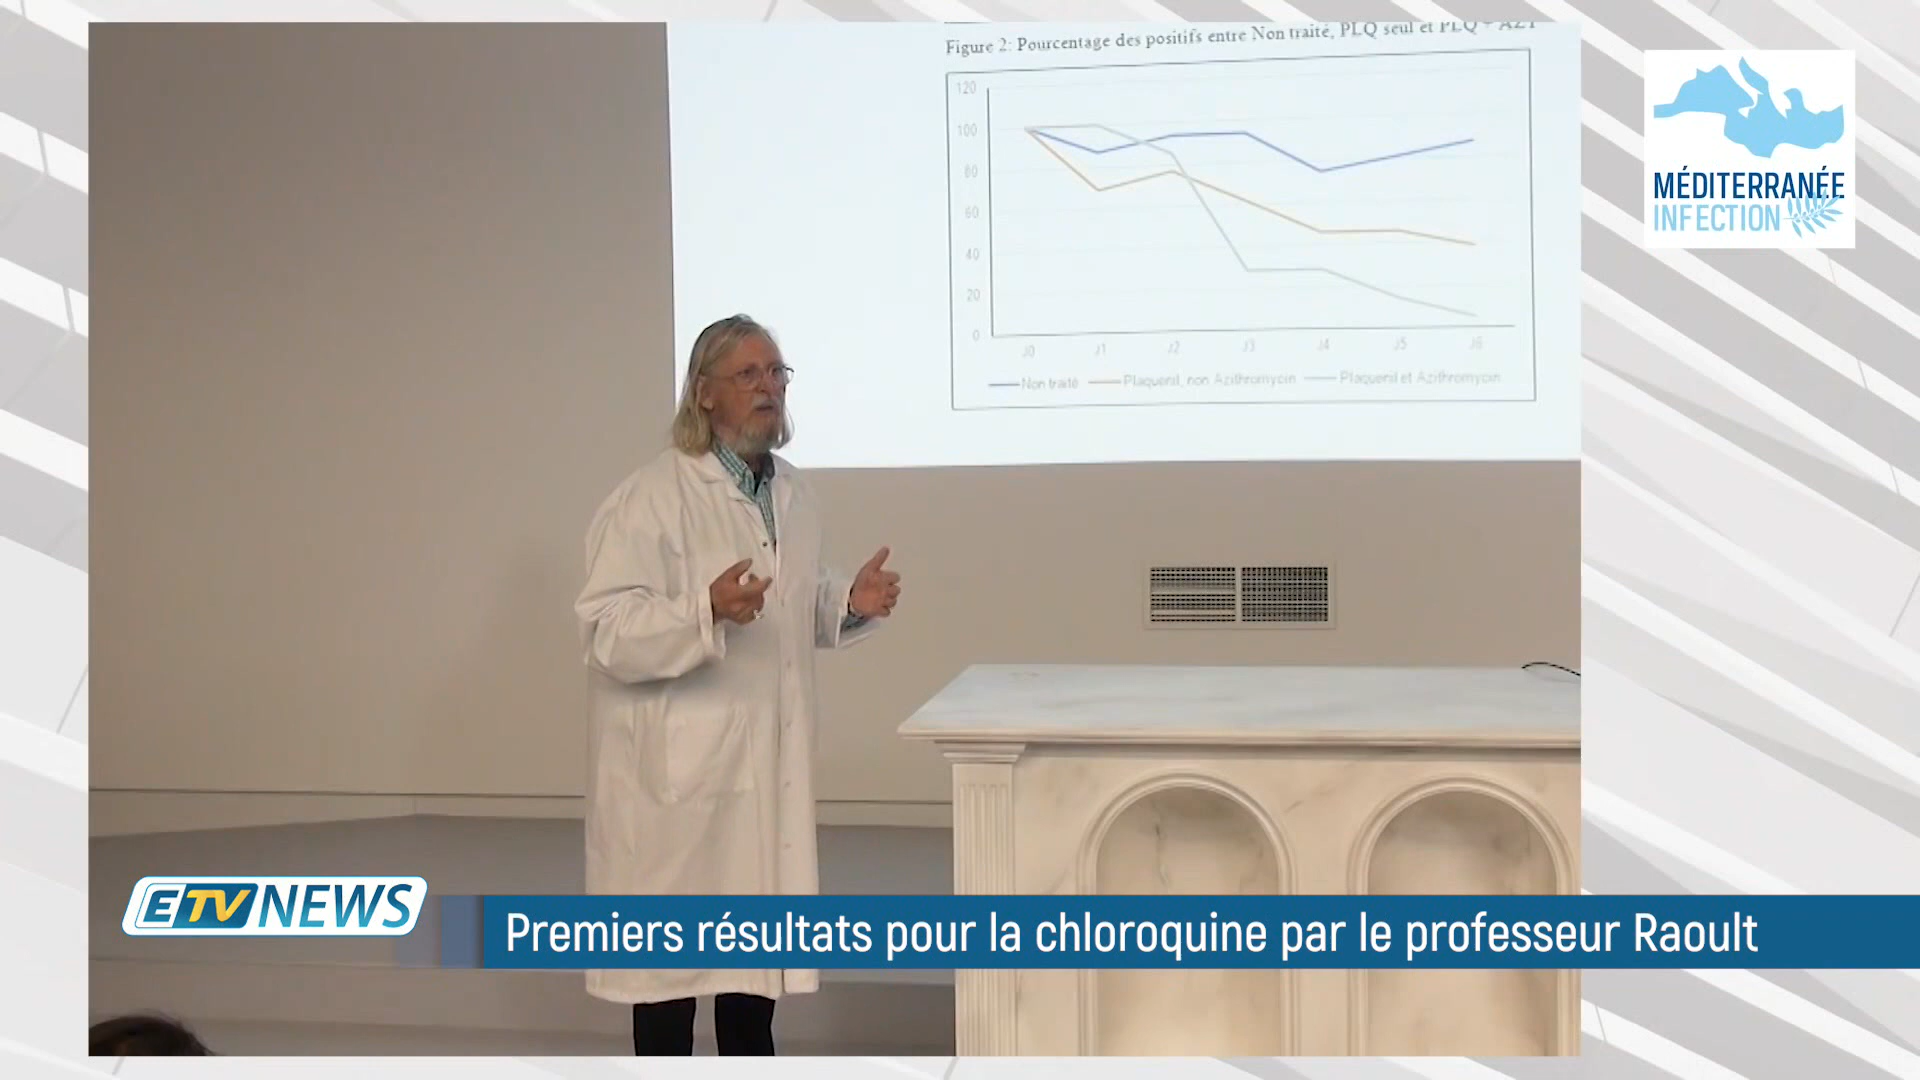 Figure 2: Pourcentage des positifs entre Non traité, PLQ seul et PLQ + AZT
120
100
80
60
40
20
0
J0 J1 J2 J3 J4 J5 J6
Non traité Plaquenil, non Azithromycin Plaquenil et Azithromycin
MÉDITERRANÉE
INFECTION
ETV NEWS
Premiers résultats pour la chloroquine par le professeur Raoult